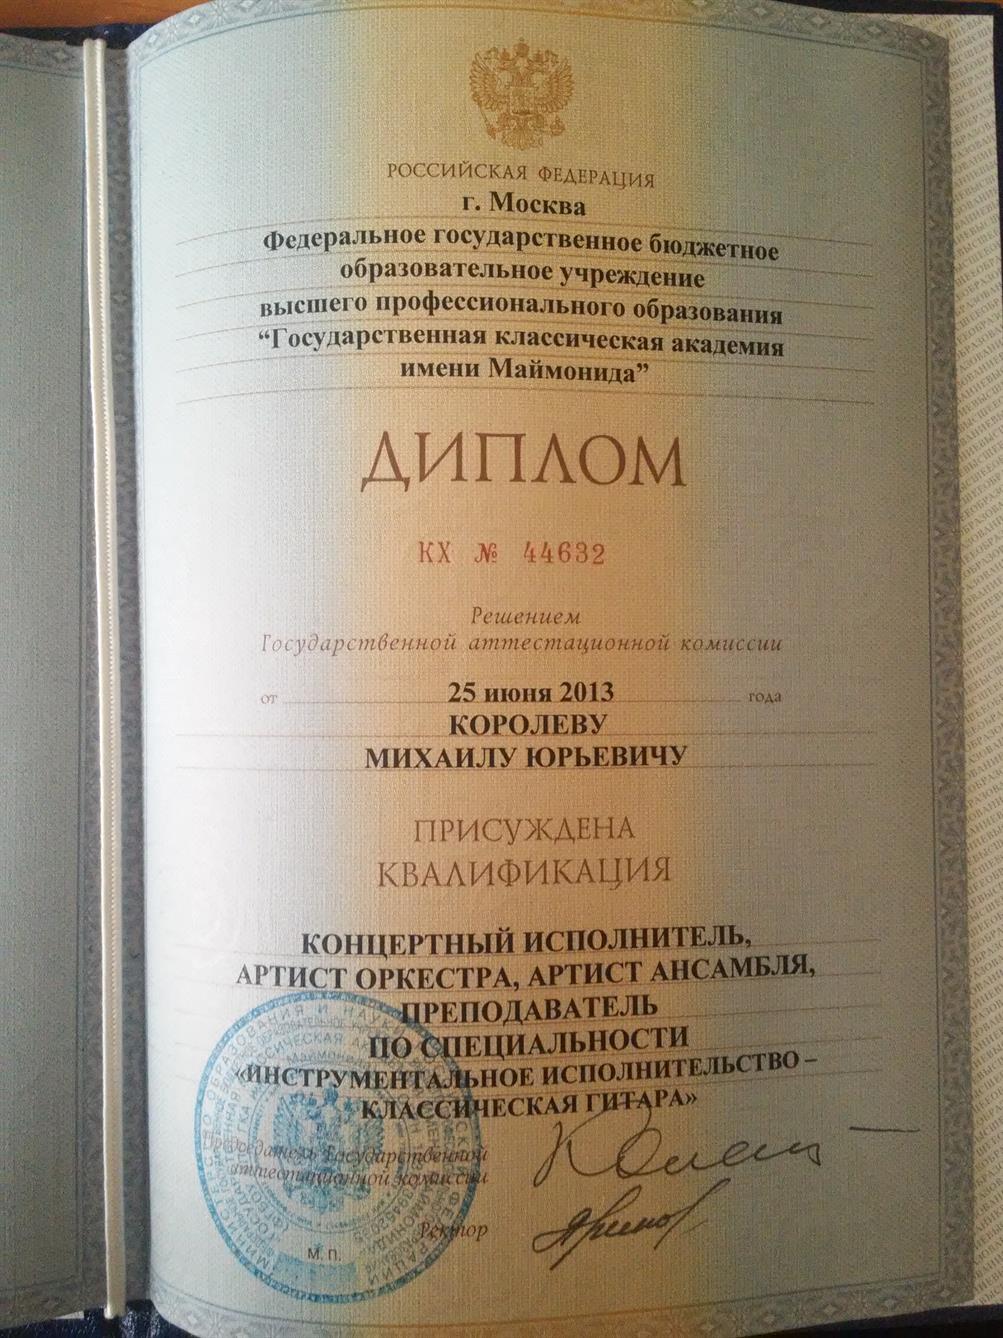 РОССИЙСКАЯ ФЕДЕРАЦИЯ
г. Москва
Федеральное государственное бюджетное
образовательное учреждение
высшего профессионального образования
“Государственная классическая академия
имени Маймонида”
ДИПЛОМ
КХ № 44632
Решением
Государственной аттестационной комиссии
от 25 июня 2013 года
КОРОЛЕВУ
МИХАИЛУ ЮРЬЕВИЧУ
ПРИСУЖДЕНА
КВАЛИФИКАЦИЯ
КОНЦЕРТНЫЙ ИСПОЛНИТЕЛЬ,
АРТИСТ ОРКЕСТРА, АРТИСТ АНСАМБЛЯ,
ПРЕПОДАВАТЕЛЬ
ПО СПЕЦИАЛЬНОСТИ
«ИНСТРУМЕНТАЛЬНОЕ ИСПОЛНИТЕЛЬСТВО –
КЛАССИЧЕСКАЯ ГИТАРА»
Председатель Государственной
аттестационной комиссии
Ректор
М. П.